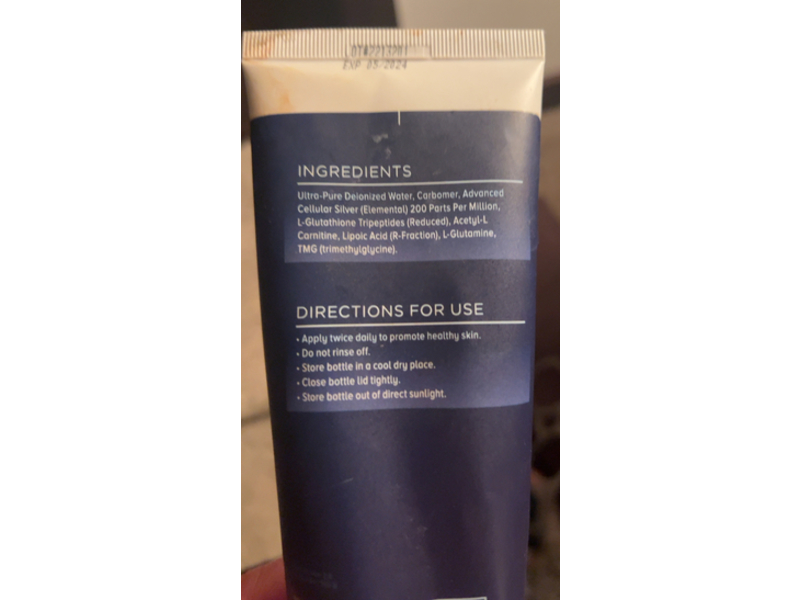 EXP 05/2024
INGREDIENTS
Ultra-Pure Deionized Water, Carbomer, Advanced
Cellular Silver (Elemental) 200 Parts Per Million,
L-Glutathione Tripeptides (Reduced), Acetyl-L
Carnitine, Lipoic Acid (R-Fraction), L-Glutamine,
TMG (trimethylglycine).
DIRECTIONS FOR USE
• Apply twice daily to promote healthy skin.
• Do not rinse off.
• Store bottle in a cool dry place.
• Close bottle lid tightly.
• Store bottle out of direct sunlight.